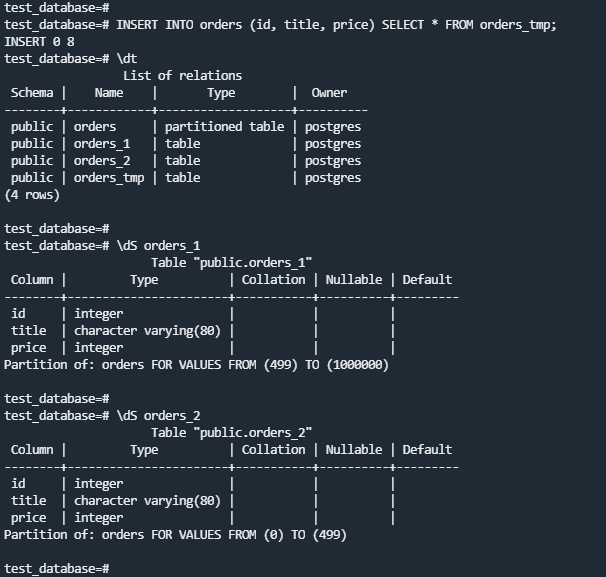 test_database=#
test_database=# INSERT INTO orders (id, title, price) SELECT * FROM orders_tmp;
INSERT 0 8
test_database=# \dt
                 List of relations
 Schema |    Name    |       Type        |  Owner
--------+------------+-------------------+----------
 public | orders     | partitioned table | postgres
 public | orders_1   | table             | postgres
 public | orders_2   | table             | postgres
 public | orders_tmp | table             | postgres
(4 rows)

test_database=#
test_database=# \dS orders_1
                     Table "public.orders_1"
 Column |         Type          | Collation | Nullable | Default
--------+-----------------------+-----------+----------+---------
 id     | integer               |           |          |
 title  | character varying(80) |           |          |
 price  | integer               |           |          |
Partition of: orders FOR VALUES FROM (499) TO (1000000)

test_database=#
test_database=# \dS orders_2
                     Table "public.orders_2"
 Column |         Type          | Collation | Nullable | Default
--------+-----------------------+-----------+----------+---------
 id     | integer               |           |          |
 title  | character varying(80) |           |          |
 price  | integer               |           |          |
Partition of: orders FOR VALUES FROM (0) TO (499)

test_database=#